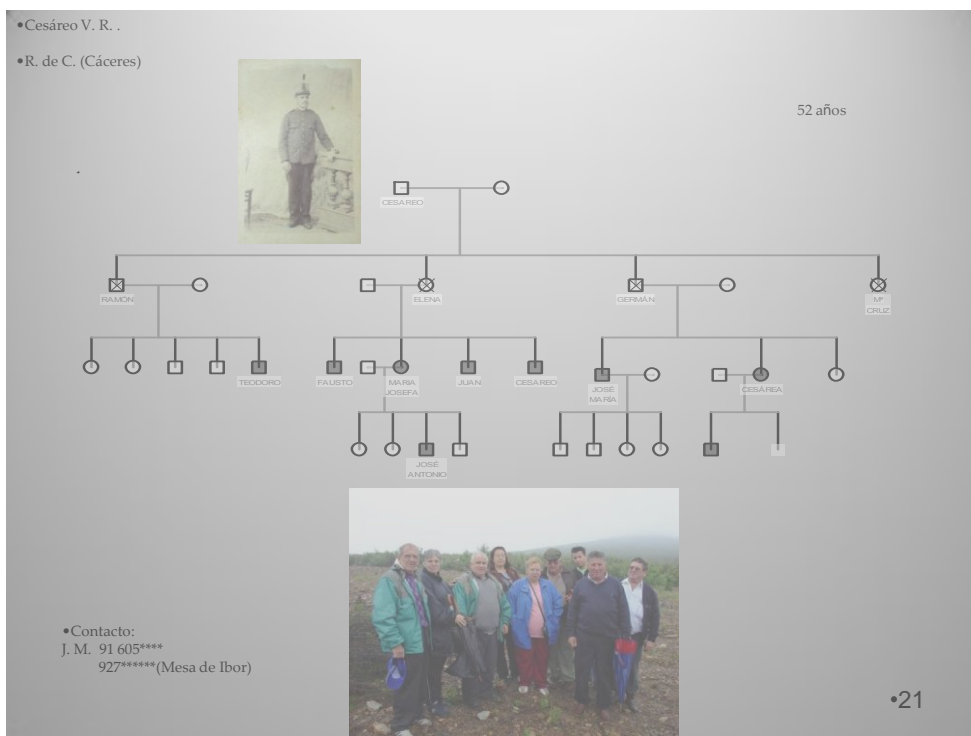 •Cesáreo V. R. .
•R. de C. (Cáceres)
52 años
.
CESAREO
RAMÓN
ELENA
GERMÁN
Mª
CRUZ
TEODORO
FAUSTO
MARIA
JOSEFA
JUAN
CESAREO
JOSÉ
MARÍA
CESÁREA
JOSÉ
ANTONIO
•Contacto:
J. M. 91 605****
927******(Mesa de Ibor)
•21